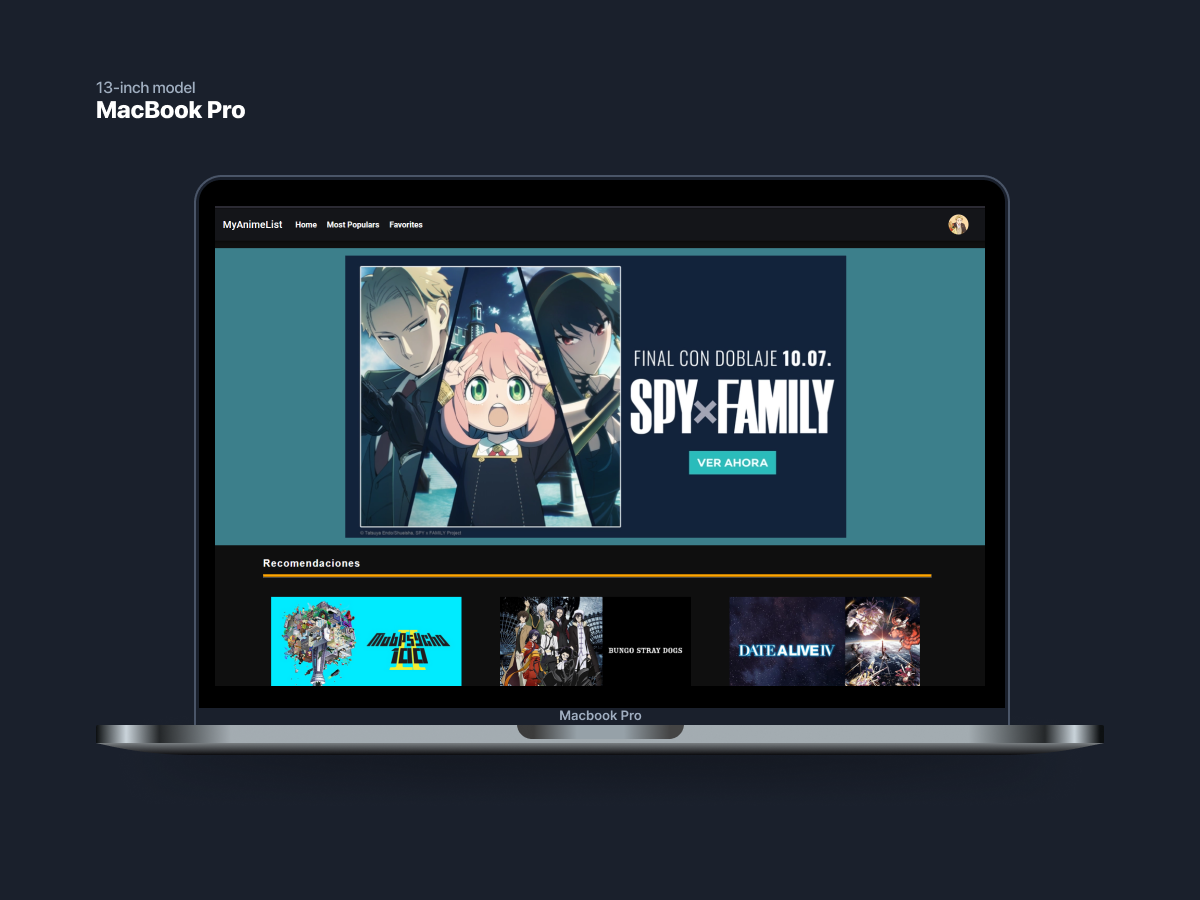 13-inch model
MacBook Pro
MyAnimeList Home Most Populars Favorites
FINAL CON DOBLAJE 10.07.
SPY×FAMILY
VER AHORA
© Tatsuya Endo/Shueisha, SPY x FAMILY Project
Recomendaciones
Mob Psycho
100
II
BUNGO STRAY DOGS
DATE A LIVE IV
Macbook Pro